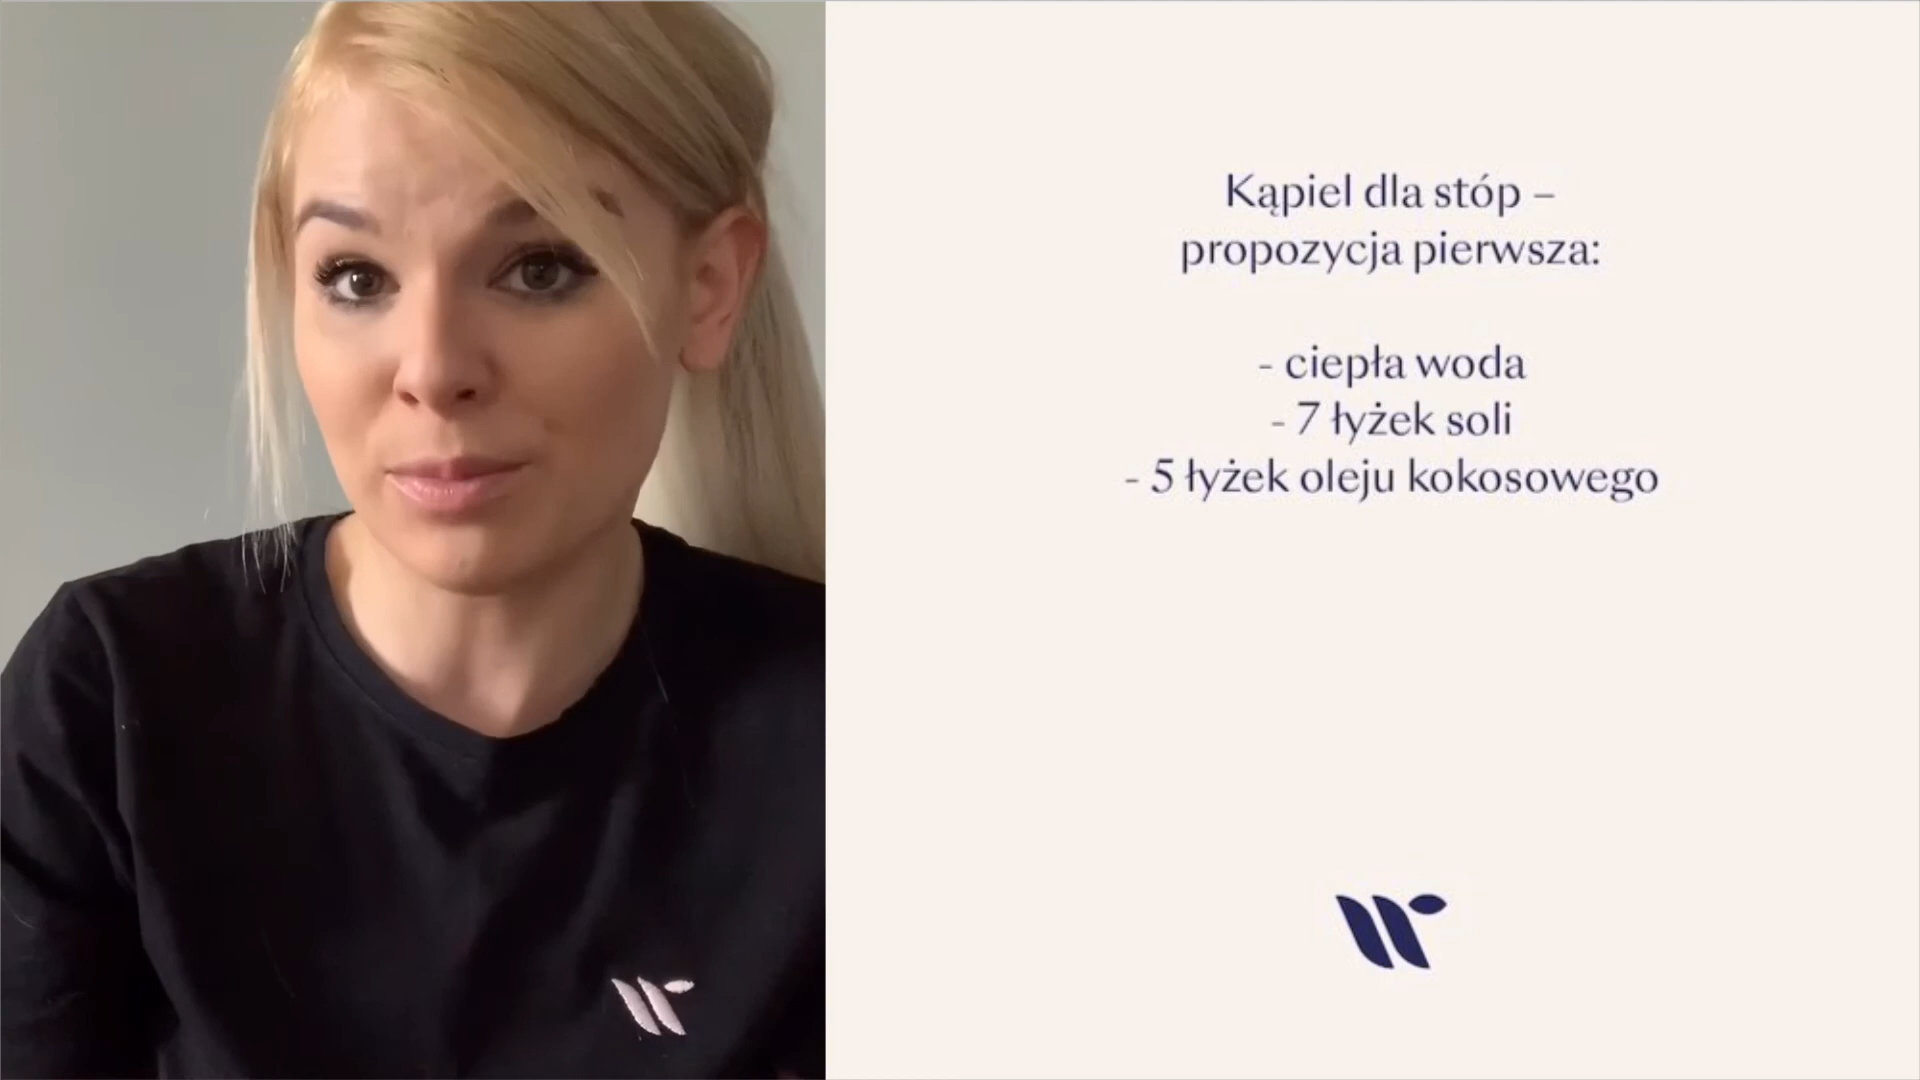 Kąpiel dla stóp –
propozycja pierwsza:
- ciepła woda
- 7 łyżek soli
- 5 łyżek oleju kokosowego